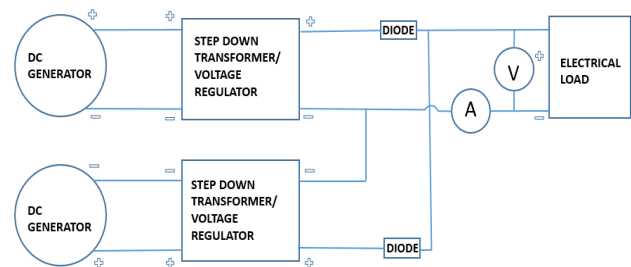 DC
GENERATOR
STEP DOWN
TRANSFORMER/
VOLTAGE
REGULATOR
DIODE
V
A
ELECTRICAL
LOAD
DC
GENERATOR
STEP DOWN
TRANSFORMER/
VOLTAGE
REGULATOR
DIODE